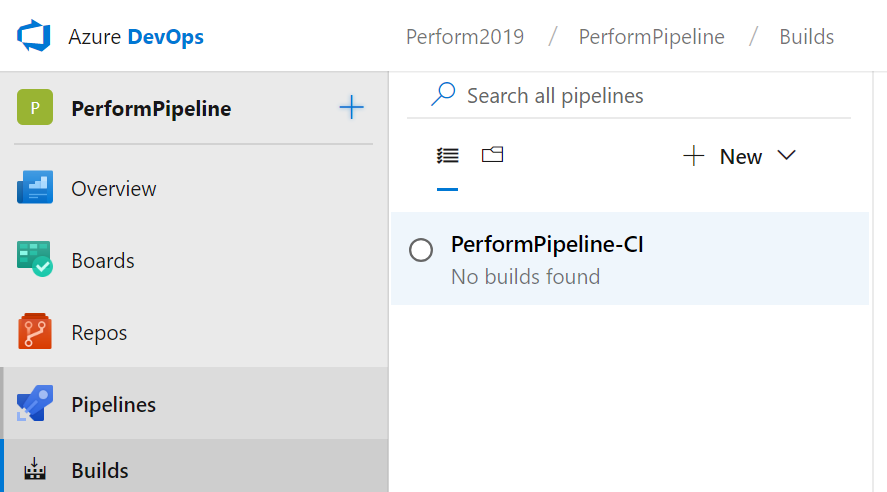 Azure DevOps
Perform2019 / PerformPipeline / Builds
P PerformPipeline
Search all pipelines
New
Overview
PerformPipeline-CI
No builds found
Boards
Repos
Pipelines
Builds